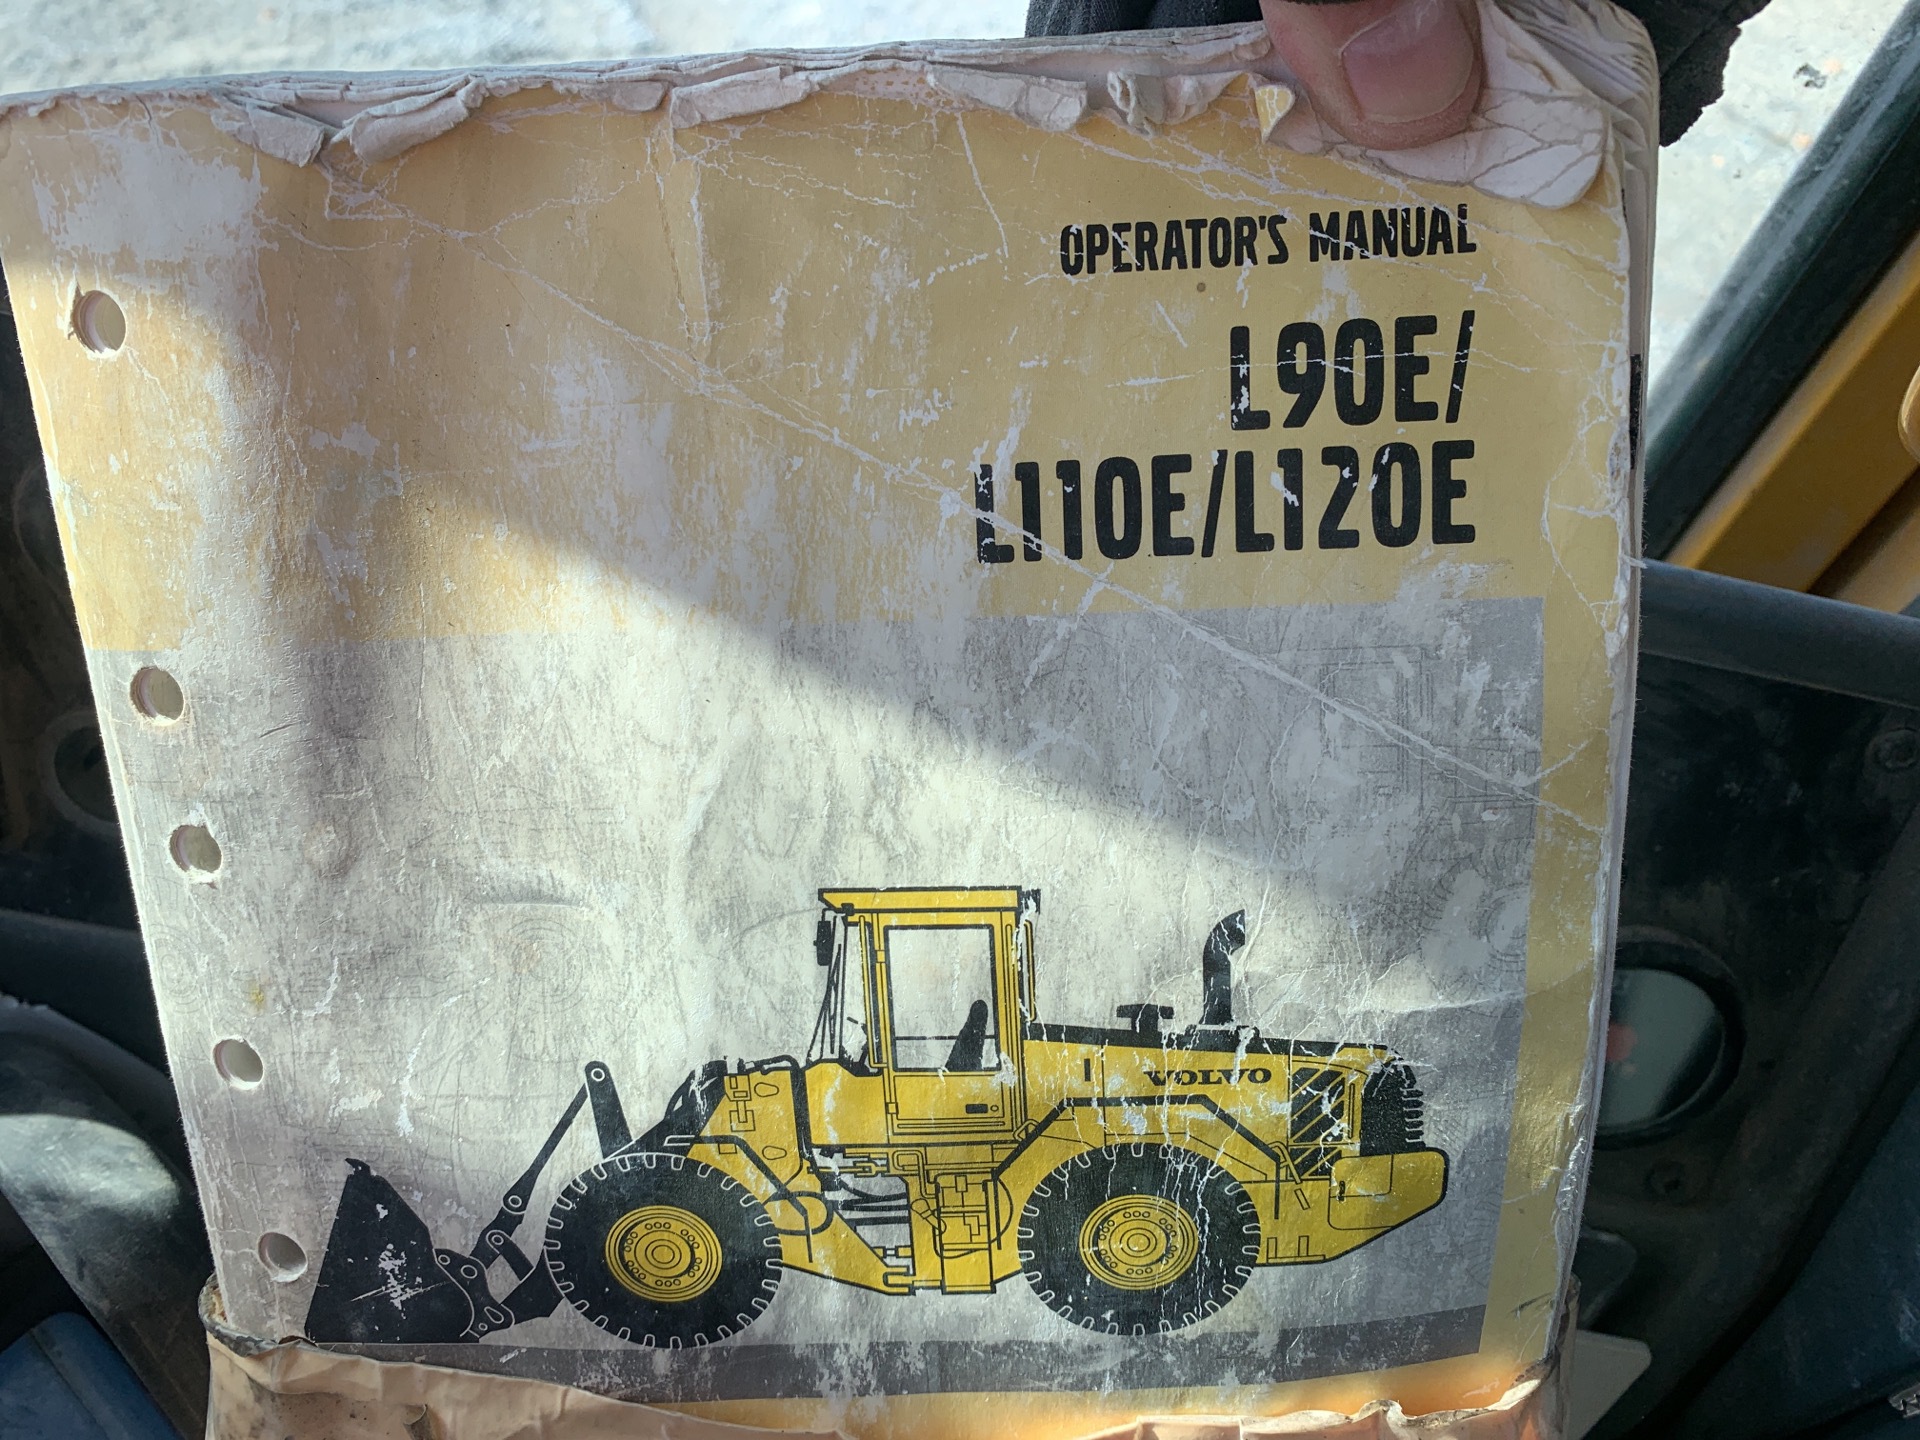 OPERATOR'S MANUAL
L90E/
L110E/L120E
VOLVO